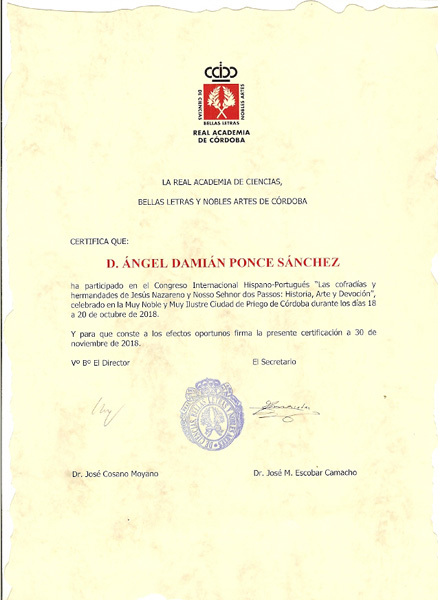 DE CIENCIAS
BELLAS LETRAS
NOBLES ARTES
REAL ACADEMIA
DE CÓRDOBA
LA REAL ACADEMIA DE CIENCIAS,
BELLAS LETRAS Y NOBLES ARTES DE CÓRDOBA
CERTIFICA QUE:
D. ÁNGEL DAMIÁN PONCE SÁNCHEZ
ha participado en el Congreso Internacional Hispano-Portugués "Las cofradías y
hermandades de Jesús Nazareno y Nosso Sehnor dos Passos: Historia, Arte y Devoción",
celebrado en la Muy Noble y Muy Ilustre Ciudad de Priego de Córdoba durante los días 18
a 20 de octubre de 2018.
Y para que conste a los efectos oportunos firma la presente certificación a 30 de
noviembre de 2018.
Vº Bº El Director
El Secretario
Dr. José Cosano Moyano
Dr. José M. Escobar Camacho